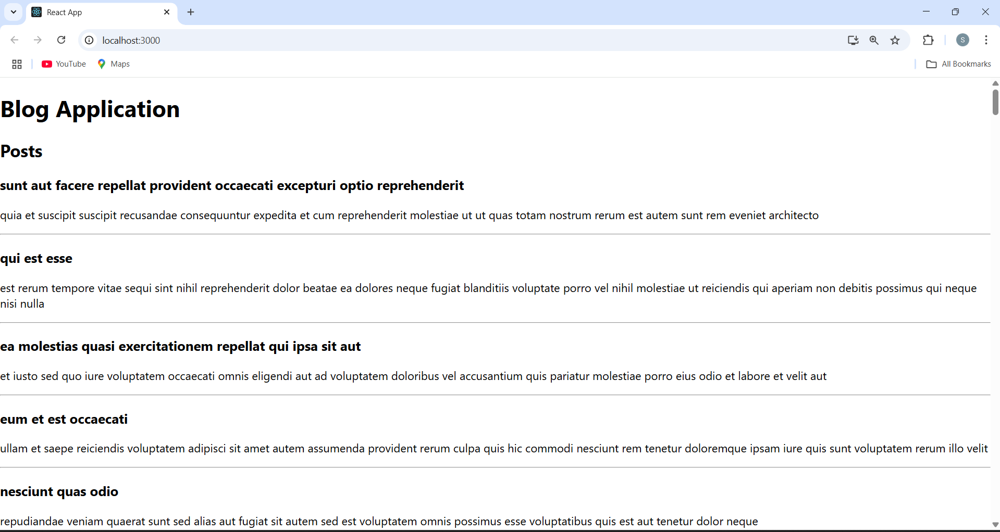 React App
localhost:3000
S
YouTube
Maps
All Bookmarks
Blog Application
Posts
sunt aut facere repellat provident occaecati excepturi optio reprehenderit
quia et suscipit suscipit recusandae consequuntur expedita et cum reprehenderit molestiae ut ut quas totam nostrum rerum est autem sunt rem eveniet architecto
qui est esse
est rerum tempore vitae sequi sint nihil reprehenderit dolor beatae ea dolores neque fugiat blanditiis voluptate porro vel nihil molestiae ut reiciendis qui aperiam non debitis possimus qui neque
nisi nulla
ea molestias quasi exercitationem repellat qui ipsa sit aut
et iusto sed quo iure voluptatem occaecati omnis eligendi aut ad voluptatem doloribus vel accusantium quis pariatur molestiae porro eius odio et labore et velit aut
eum et est occaecati
ullam et saepe reiciendis voluptatem adipisci sit amet autem assumenda provident rerum culpa quis hic commodi nesciunt rem tenetur doloremque ipsam iure quis sunt voluptatem rerum illo velit
nesciunt quas odio
repudiandae veniam quaerat sunt sed alias aut fugiat sit autem sed est voluptatem omnis possimus esse voluptatibus quis est aut tenetur dolor neque